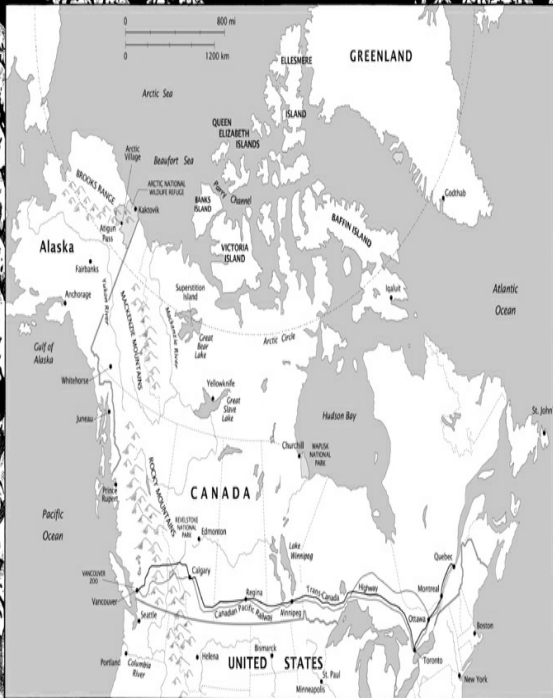 0 800 mi
0 1200 km
GREENLAND
ELLESMERE
ISLAND
Arctic Sea
QUEEN
ELIZABETH
ISLANDS
Arctic
Village
Beaufort Sea
BROOKS RANGE
ARCTIC NATIONAL
WILDLIFE REFUGE
Kaktovik
Parry Channel
BANKS
ISLAND
Godthab
Atigun
Pass
BAFFIN ISLAND
Alaska
VICTORIA
ISLAND
Fairbanks
Anchorage
Yukon River
MACKENZIE MOUNTAINS
Mackenzie River
Superstition
Island
Iqaluit
Atlantic
Ocean
Great
Bear
Lake
Arctic Circle
Gulf of
Alaska
Whitehorse
Yellowknife
Great
Slave
Lake
Juneau
Hudson Bay
St. John
Churchill
WAPUSK
NATIONAL
PARK
ROCKY MOUNTAINS
Prince
Rupert
CANADA
Pacific
Ocean
REVELSTOKE
NATIONAL
PARK
Edmonton
Lake
Winnipeg
Quebec
VANCOUVER
ZOO
Calgary
Vancouver
Regina
Trans-Canada Highway
Montreal
Canadian Pacific Railway
Winnipeg
Seattle
Ottawa
Boston
Portland
Columbia
River
Helena
Bismarck
UNITED STATES
St. Paul
Minneapolis
Toronto
New York